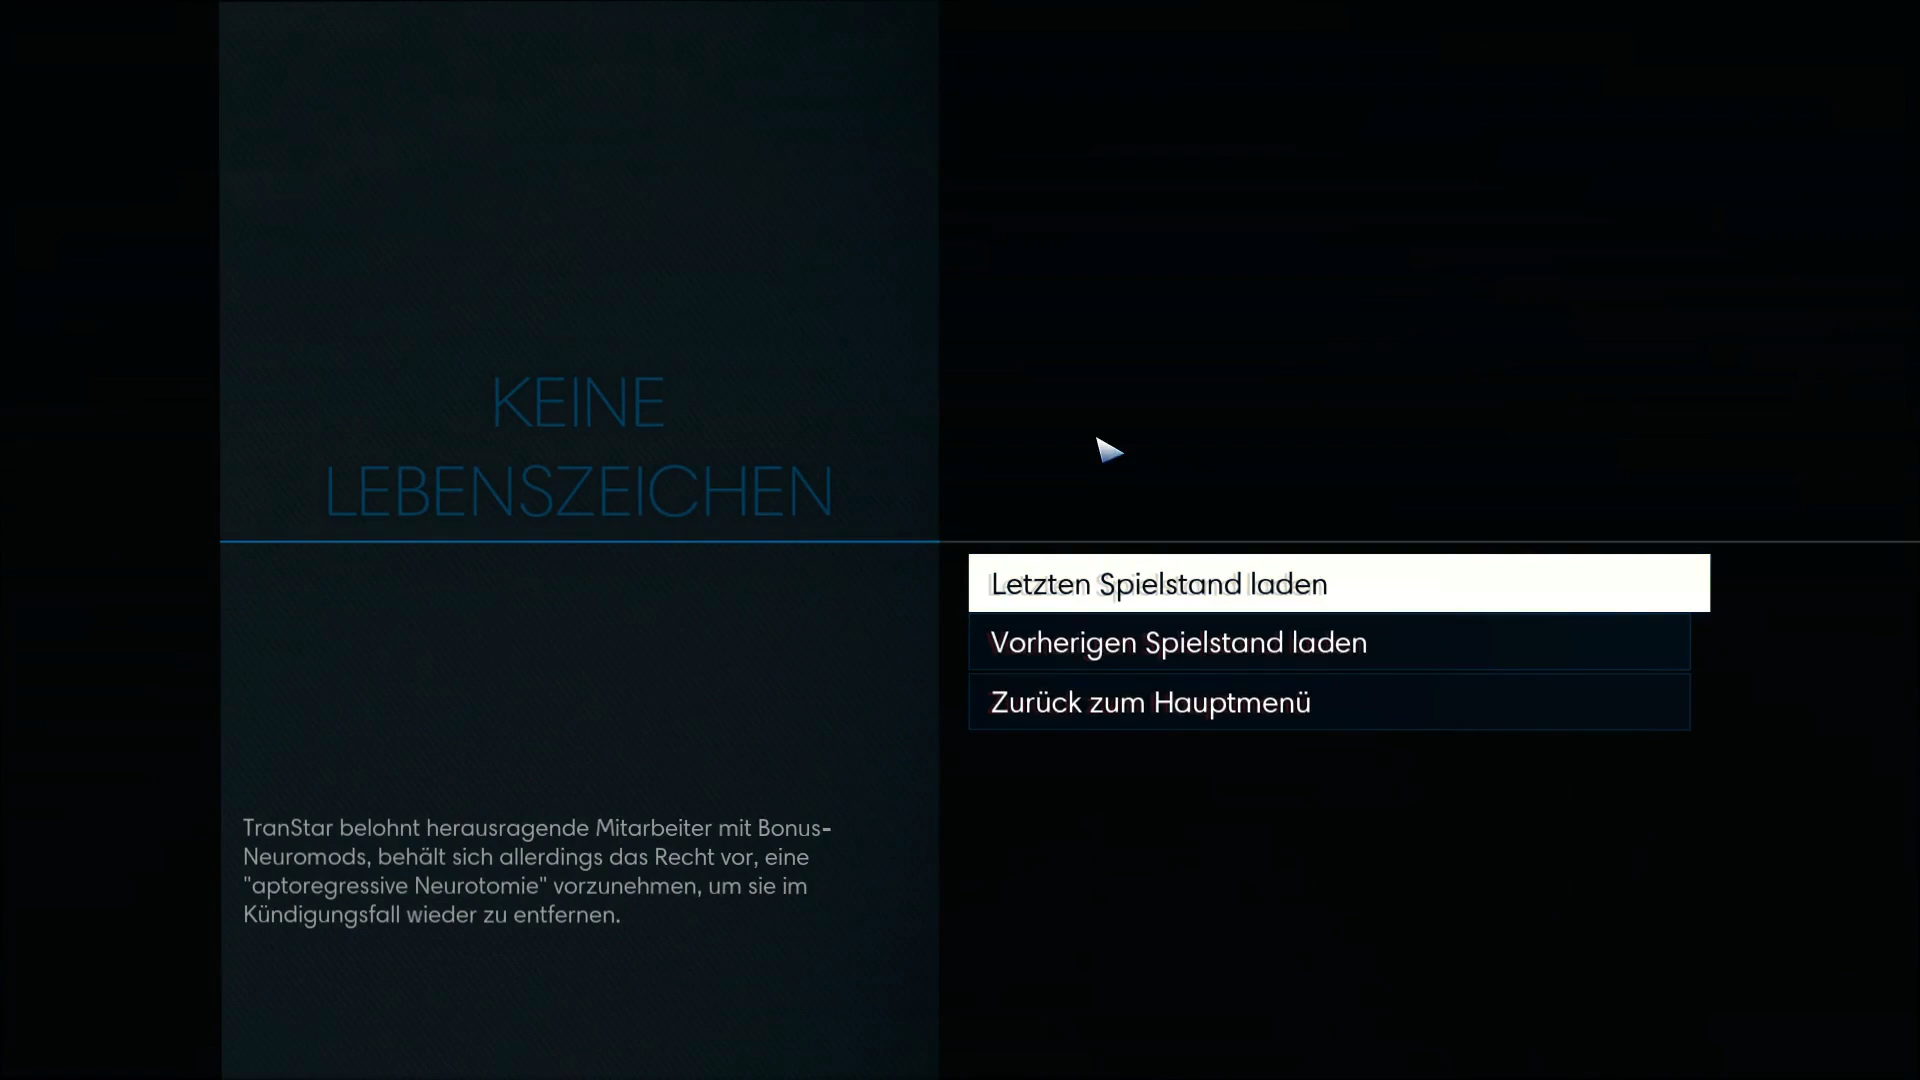 KEINE
LEBENSZEICHEN
Letzten Spielstand laden
Vorherigen Spielstand laden
Zurück zum Hauptmenü
TranStar belohnt herausragende Mitarbeiter mit Bonus-
Neuromods, behält sich allerdings das Recht vor, eine
"aptoregressive Neurotomie" vorzunehmen, um sie im
Kündigungsfall wieder zu entfernen.